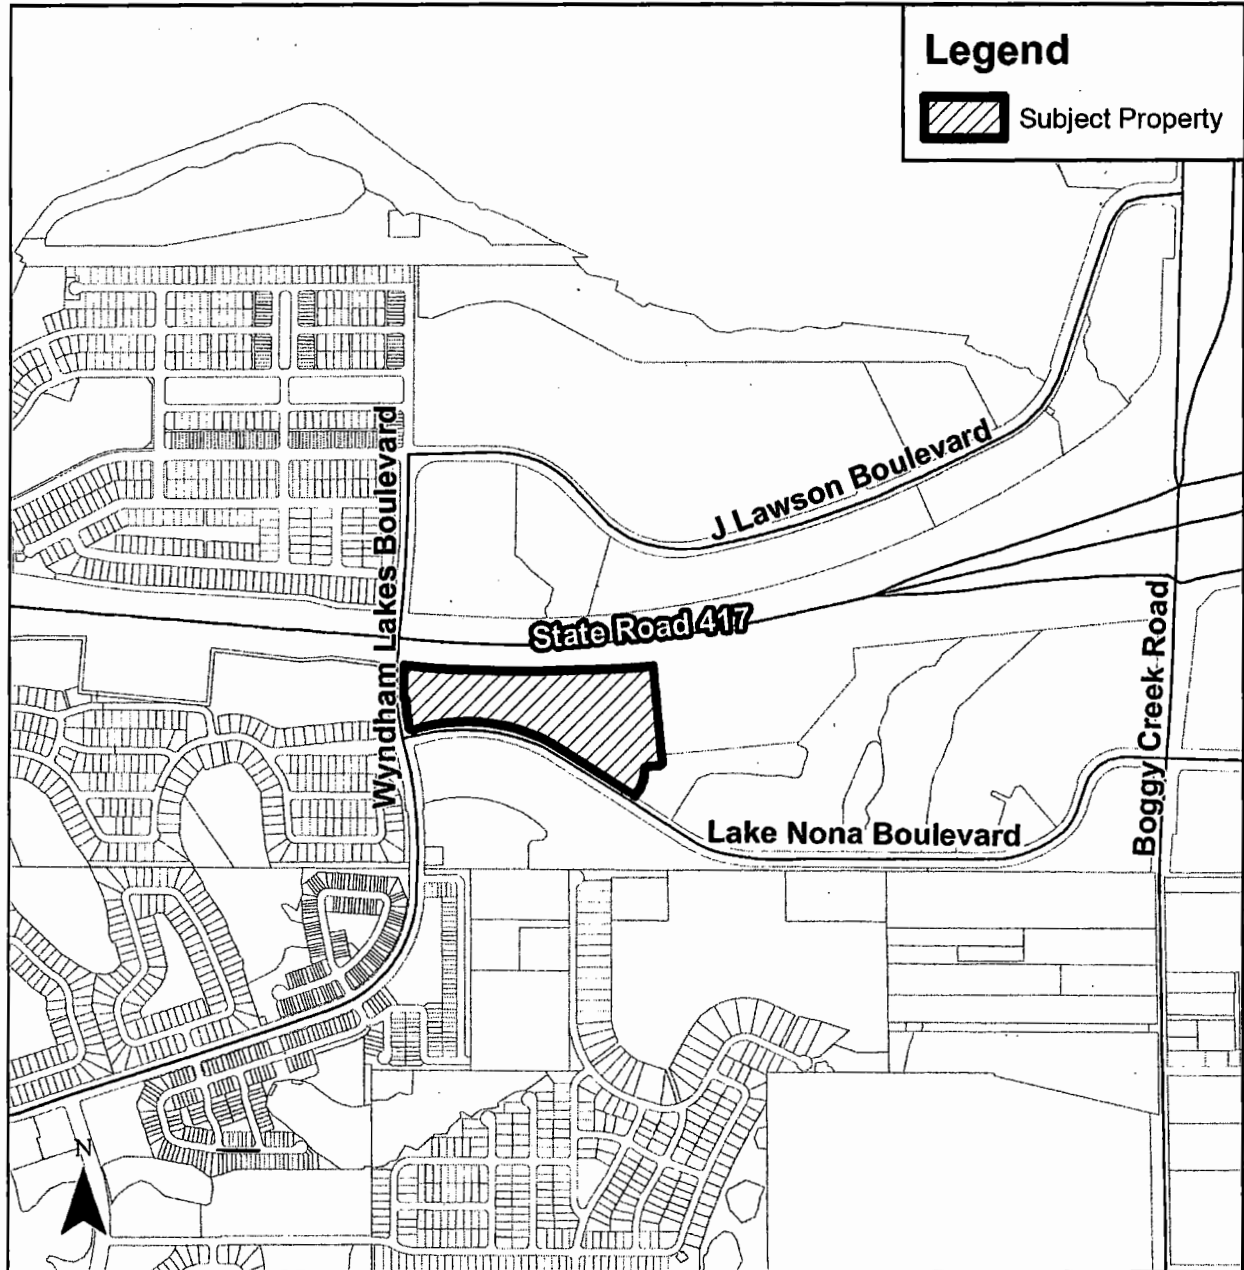 Legend
Subject Property
Wyndham Lakes Boulevard
J Lawson Boulevard
State Road 417
Boggy Creek Road
Lake Nona Boulevard
N